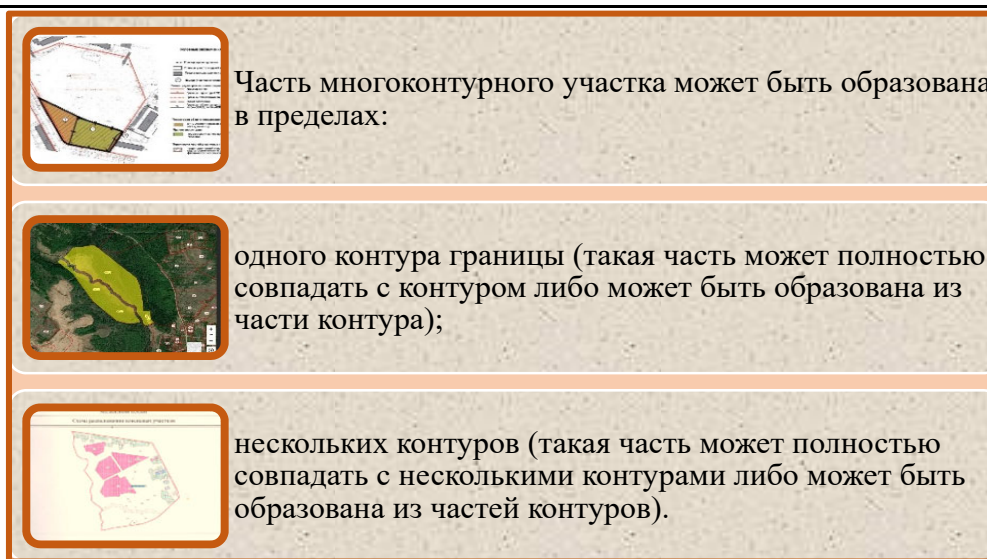 Часть многоконтурного участка может быть образована
в пределах:
одного контура границы (такая часть может полностью
совпадать с контуром либо может быть образована из
части контура);
нескольких контуров (такая часть может полностью
совпадать с несколькими контурами либо может быть
образована из частей контуров).